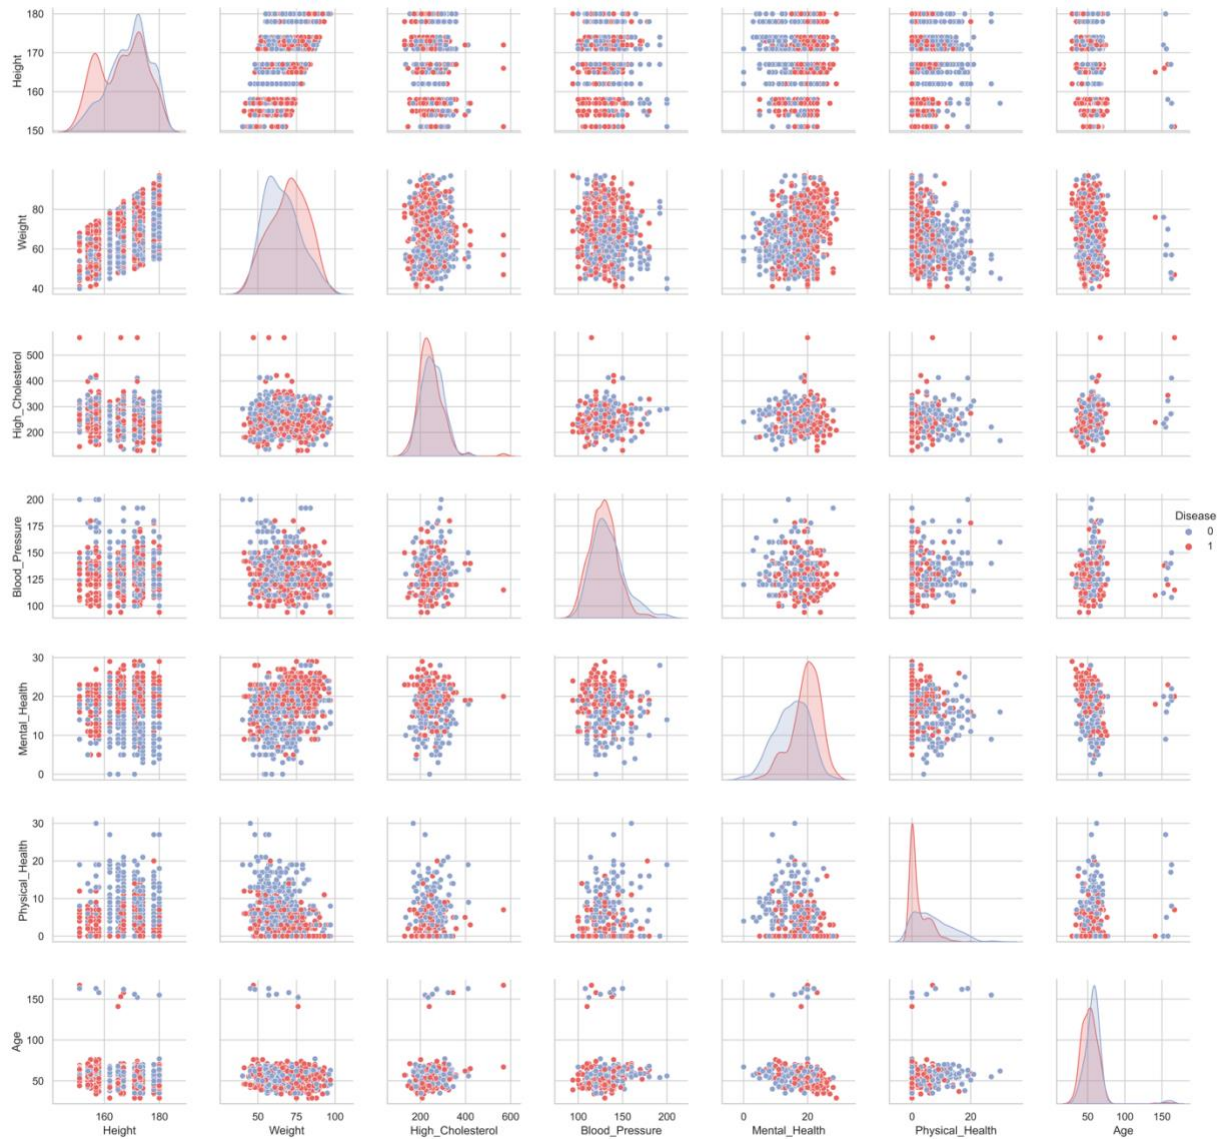 180
170
160
150
Height
80
60
40
Weight
500
400
300
200
High_Cholesterol
200
175
150
125
100
Blood_Pressure
Disease
0
1
30
20
10
0
Mental_Health
30
20
10
0
Physical_Health
150
100
50
Age
160 180
50 75 100
200 400 600
100 150 200
0 20
0 20
50 100 150
Height Weight High_Cholesterol Blood_Pressure Mental_Health Physical_Health Age